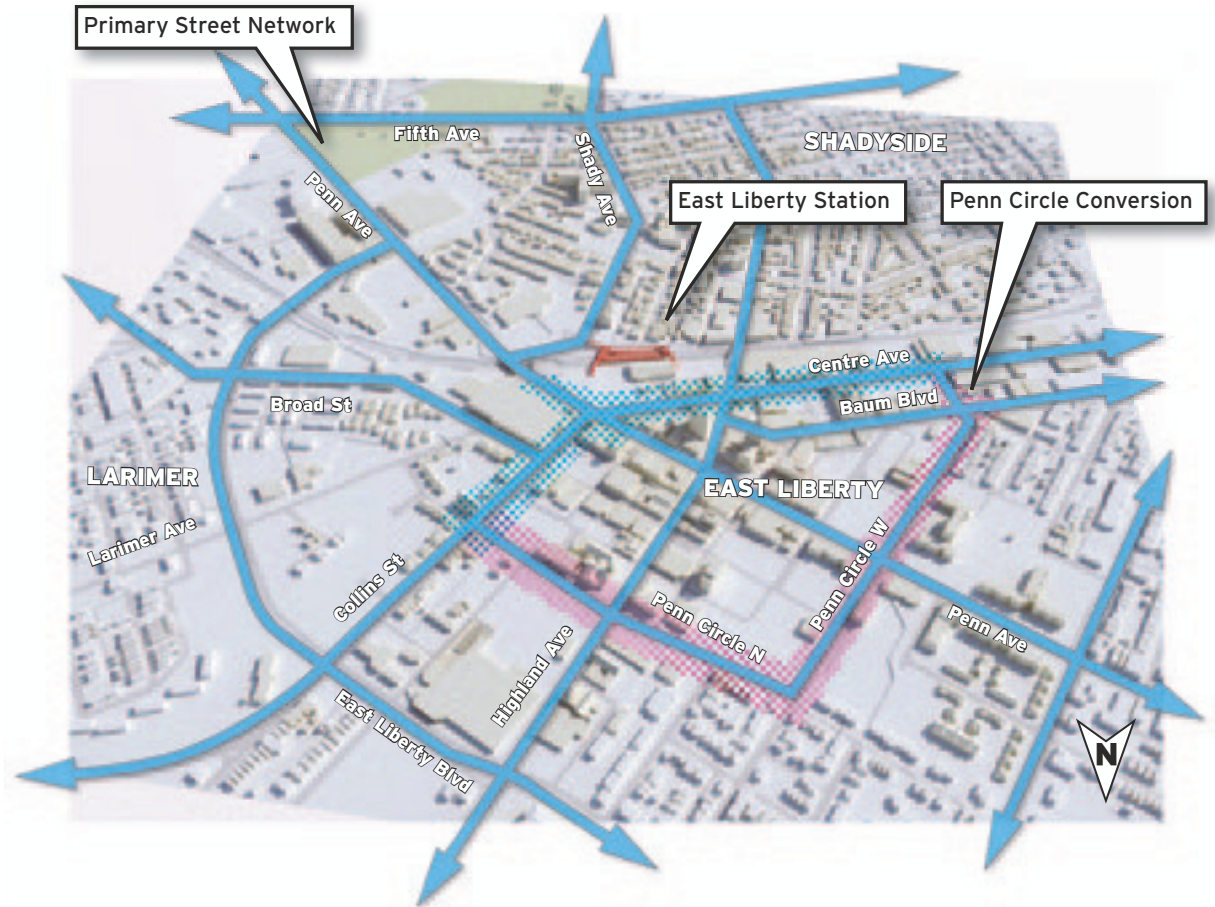 Primary Street Network
Fifth Ave
SHADYSIDE
Shady Ave
Penn Ave
East Liberty Station
Penn Circle Conversion
Centre Ave
Baum Blvd
Broad St
LARIMER
EAST LIBERTY
Larimer Ave
Collins St
Penn Circle W
Penn Circle N
Penn Ave
Highland Ave
East Liberty Blvd
N